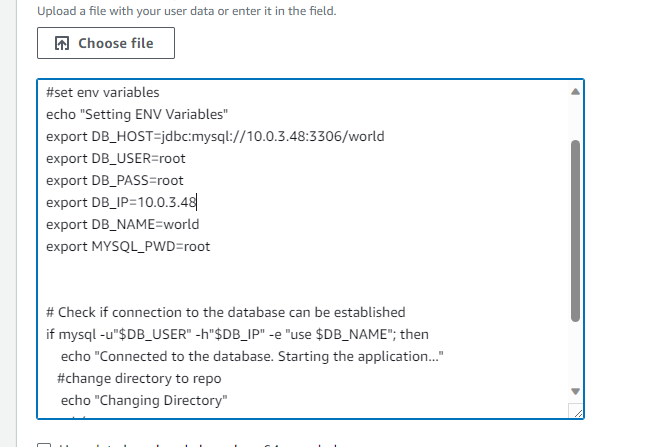 Upload a file with your user data or enter it in the field.
Choose file
#set env variables
echo "Setting ENV Variables"
export DB_HOST=jdbc:mysql://10.0.3.48:3306/world
export DB_USER=root
export DB_PASS=root
export DB_IP=10.0.3.48
export DB_NAME=world
export MYSQL_PWD=root
# Check if connection to the database can be established
if mysql -u"$DB_USER" -h"$DB_IP" -e "use $DB_NAME"; then
echo "Connected to the database. Starting the application..."
#change directory to repo
echo "Changing Directory"